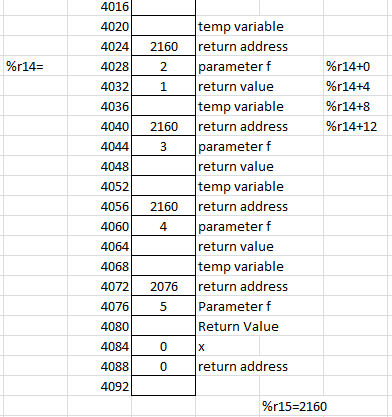 4016
4020 temp variable
4024 2160 return address
%r14= 4028 2 parameter f %r14+0
4032 1 return value %r14+4
4036 temp variable %r14+8
4040 2160 return address %r14+12
4044 3 parameter f
4048 return value
4052 temp variable
4056 2160 return address
4060 4 parameter f
4064 return value
4068 temp variable
4072 2076 return address
4076 5 Parameter f
4080 Return Value
4084 0 x
4088 0 return address
4092
%r15=2160